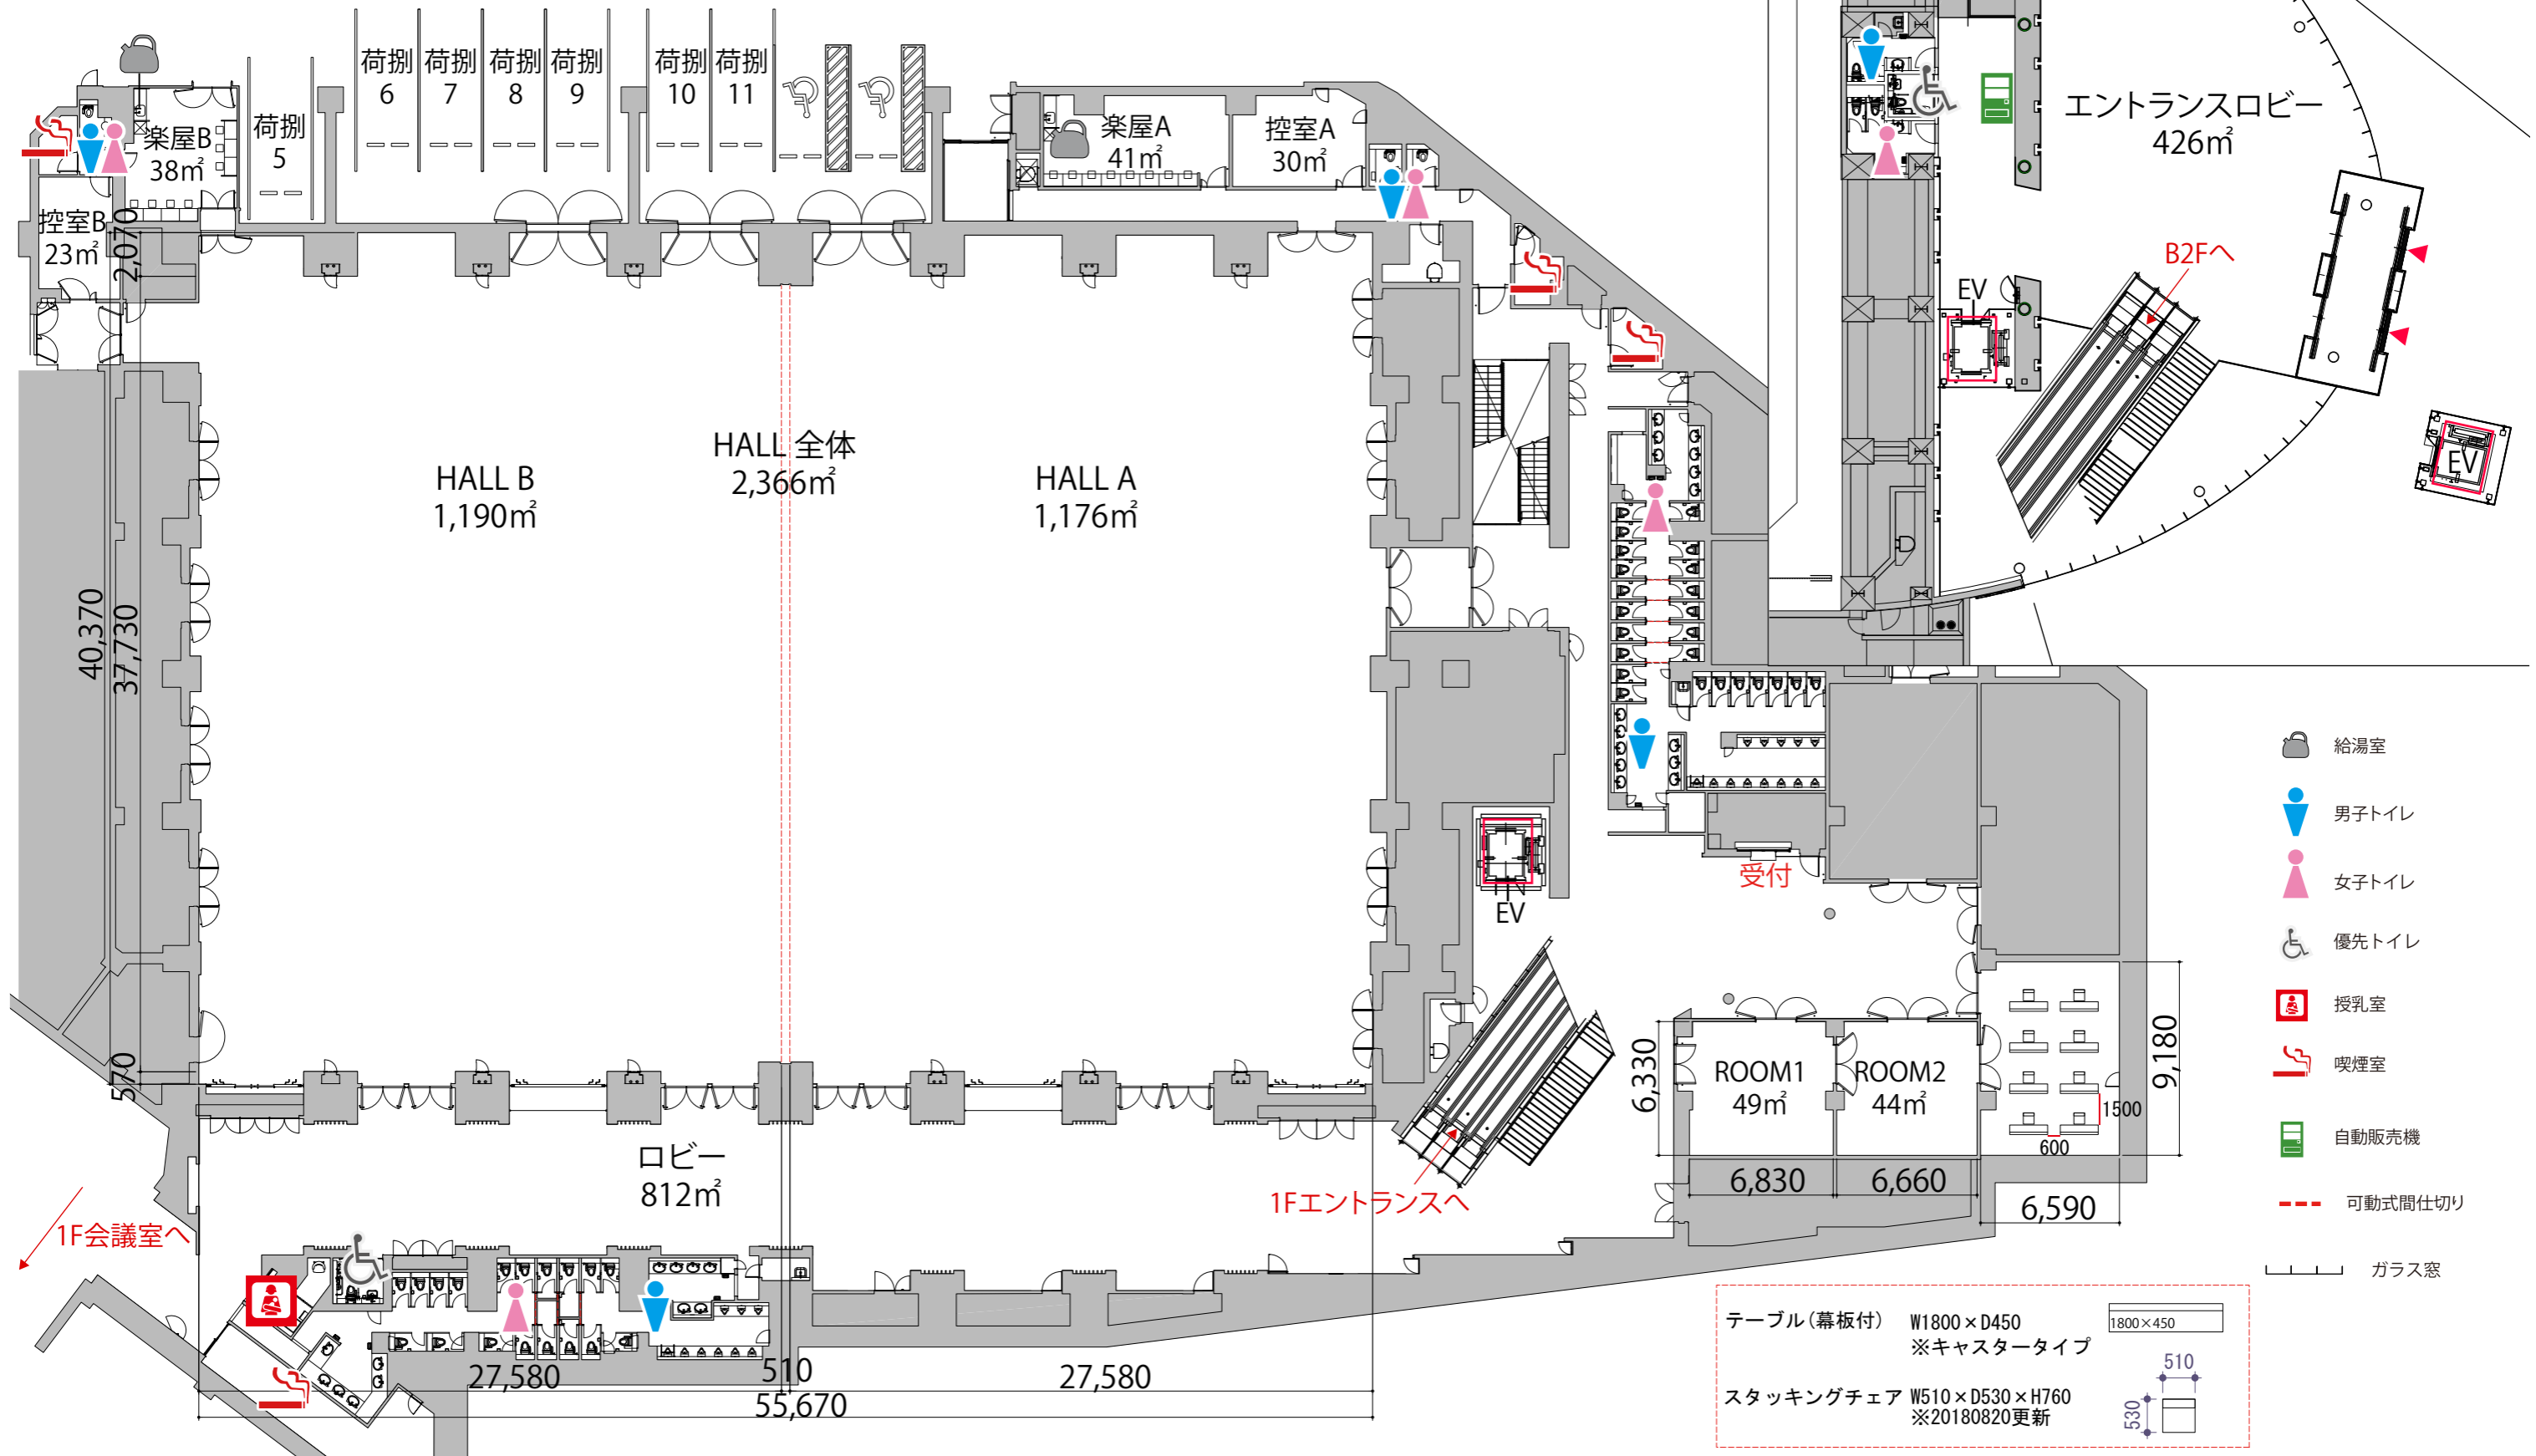 荷捌
6
荷捌
7
荷捌
8
荷捌
9
荷捌
10
荷捌
11
荷捌
5
楽屋B
38㎡
控室B
23㎡
楽屋A
41㎡
控室A
30㎡
エントランスロビー
426㎡
B2Fへ
EV
EV
2,070
HALL 全体
2,366㎡
HALL B
1,190㎡
HALL A
1,176㎡
40,370
37,730
570
受付
EV
ROOM1
49㎡
ROOM2
44㎡
6,330
9,180
1500
600
6,830
6,660
6,590
ロビー
812㎡
1Fエントランスへ
1F会議室へ
27,580
510
27,580
55,670
給湯室
男子トイレ
女子トイレ
優先トイレ
授乳室
喫煙室
自動販売機
可動式間仕切り
ガラス窓
テーブル(幕板付) W1800×D450
※キャスタータイプ
1800×450
スタッキングチェア W510×D530×H760
※20180820更新
510
530